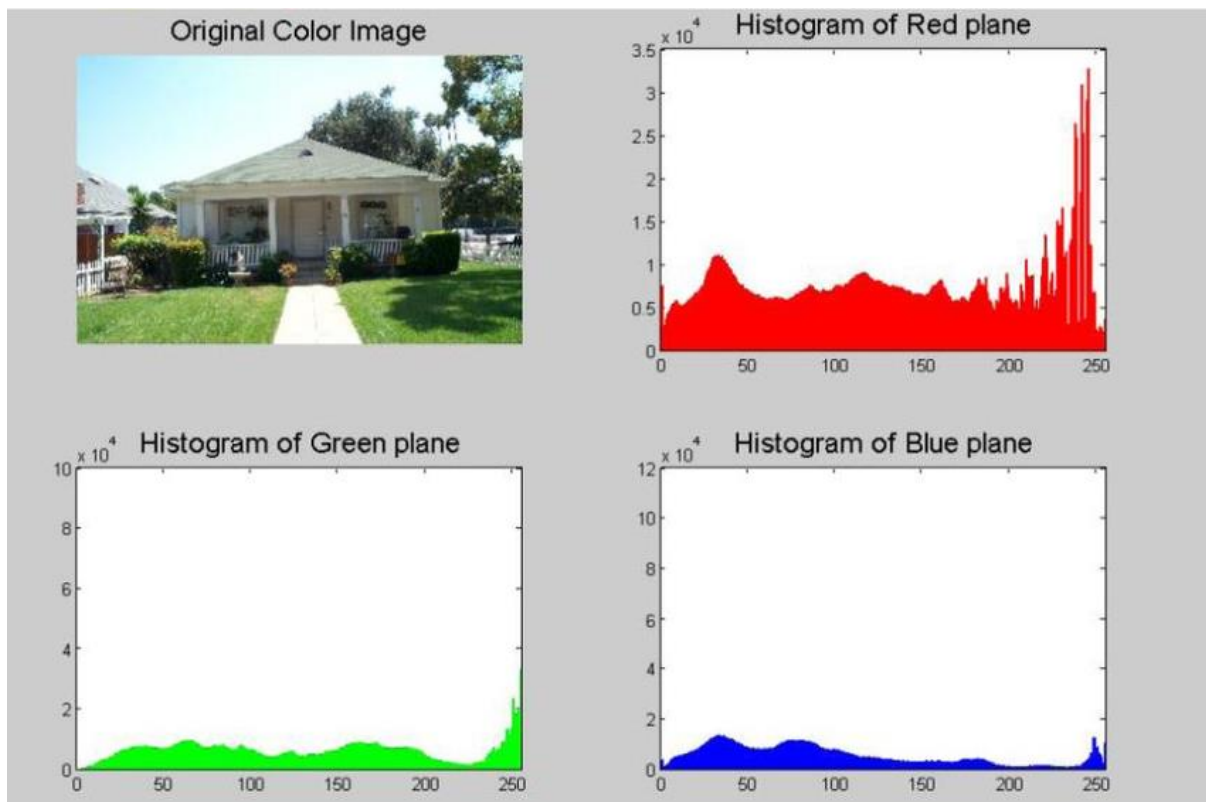 Original Color Image
Histogram of Red plane
x 10^4
3.5
3
2.5
2
1.5
1
0.5
0
0 50 100 150 200 250
Histogram of Green plane
x 10^4
10
8
6
4
2
0
0 50 100 150 200 250
Histogram of Blue plane
x 10^4
12
10
8
6
4
2
0
0 50 100 150 200 250